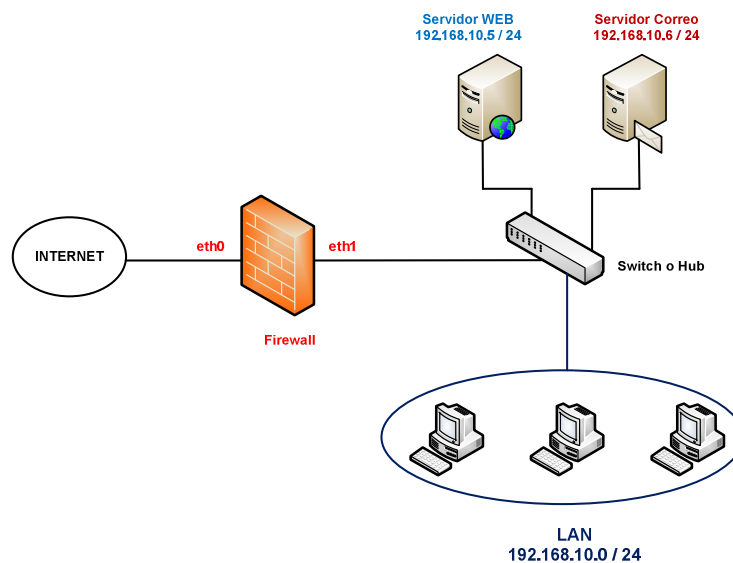 Servidor WEB
192.168.10.5 / 24
Servidor Correo
192.168.10.6 / 24
INTERNET
eth0
eth1
Firewall
Switch o Hub
LAN
192.168.10.0 / 24